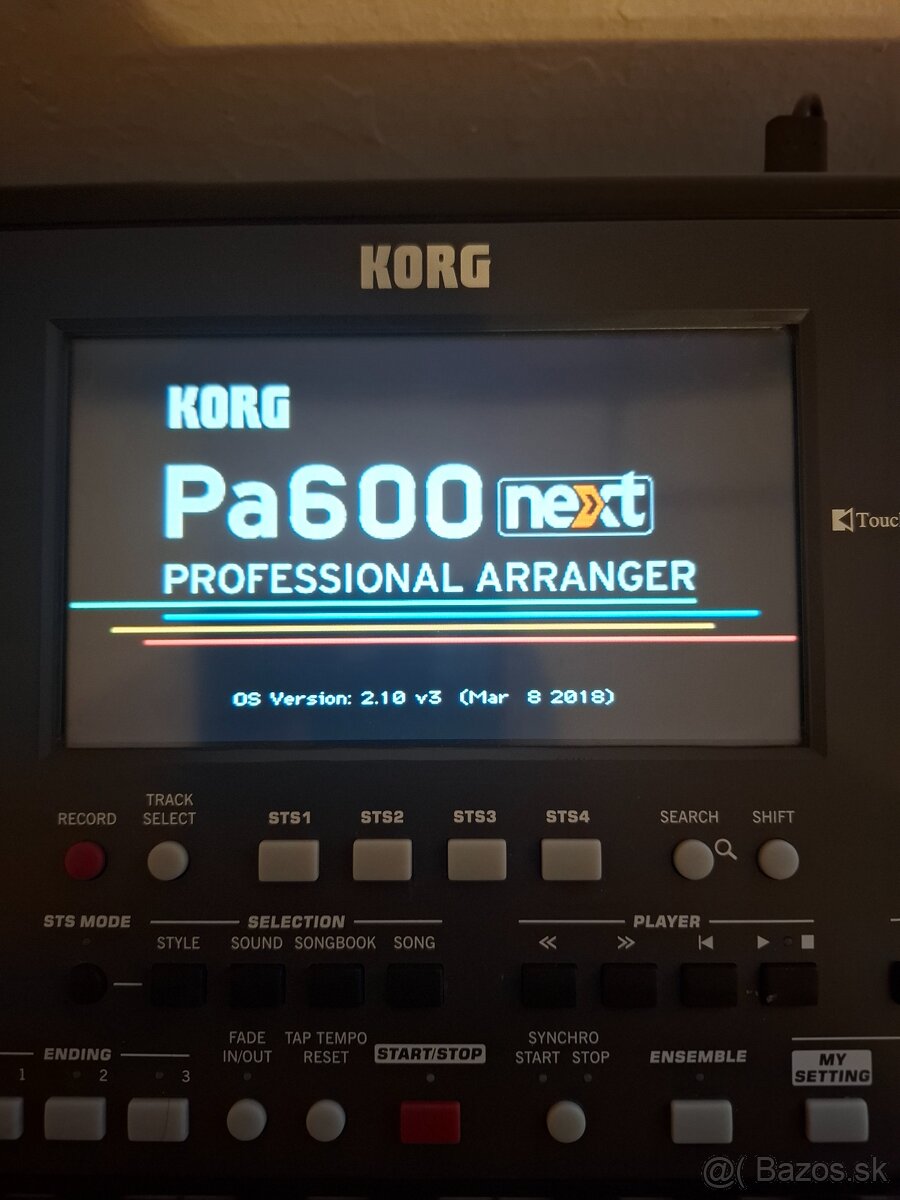 KORG
KORG
Pa600 next
PROFESSIONAL ARRANGER
OS Version: 2.10 v3 (Mar 8 2018)
RECORD
TRACK
SELECT
STS1 STS2 STS3 STS4
SEARCH SHIFT
STS MODE
SELECTION
STYLE SOUND SONGBOOK SONG
PLAYER
ENDING
1 2 3
FADE
IN/OUT
TAP TEMPO
RESET
START/STOP
SYNCHRO
START STOP
ENSEMBLE
MY
SETTING
@( Bazos.sk